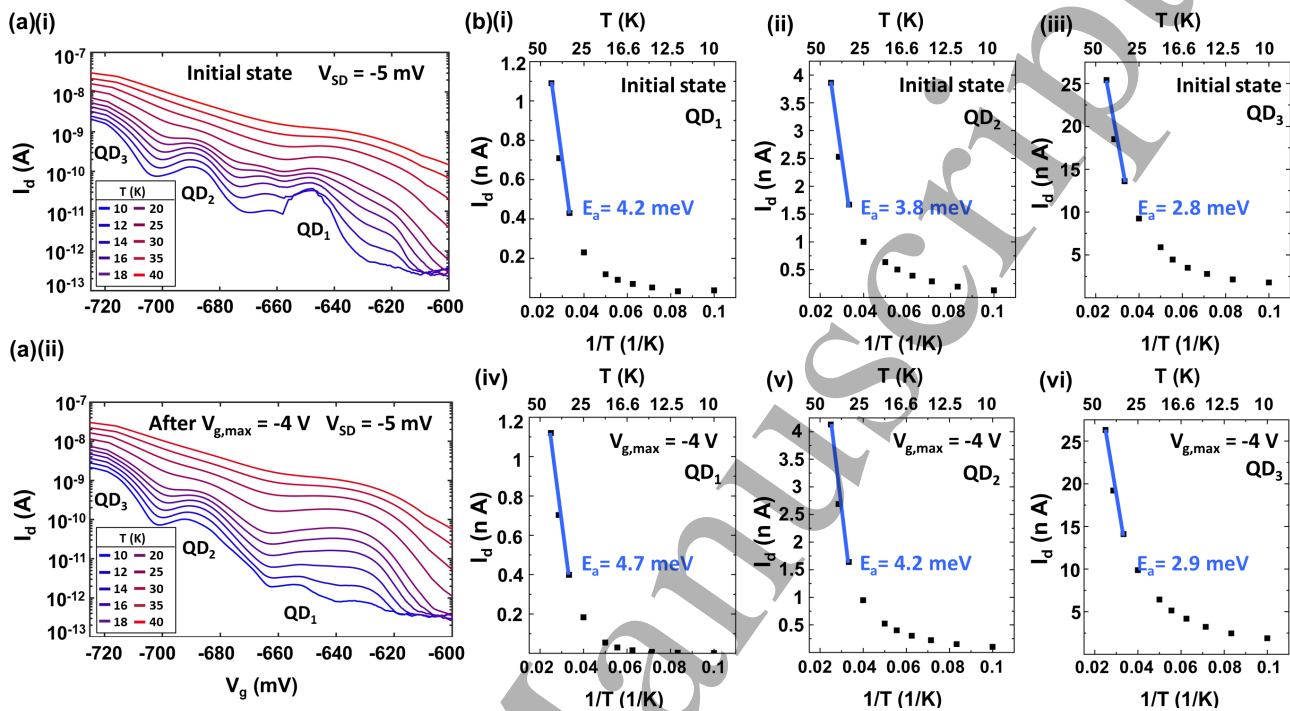 (a)(i)
Initial state V_SD = -5 mV
I_d (A)
10^-7
10^-8
10^-9
10^-10
10^-11
10^-12
10^-13
QD_3
QD_2
QD_1
T (K)
10 20
12 25
14 30
16 35
18 40
-720 -700 -680 -660 -640 -620 -600
(b)(i)
T (K)
50 25 16.6 12.5 10
Initial state
QD_1
I_d (n A)
1.2
1
0.8
0.6
0.4
0.2
E_a= 4.2 meV
0.02 0.04 0.06 0.08 0.1
1/T (1/K)
(ii)
T (K)
50 25 16.6 12.5 10
Initial state
QD_2
I_d (n A)
4
3.5
3
2.5
2
1.5
1
0.5
E_a= 3.8 meV
0.02 0.04 0.06 0.08 0.1
1/T (1/K)
(iii)
T (K)
50 25 16.6 12.5 10
Initial state
QD_3
I_d (n A)
25
20
15
10
5
E_a= 2.8 meV
0.02 0.04 0.06 0.08 0.1
1/T (1/K)
(a)(ii)
After V_g,max = -4 V V_SD = -5 mV
I_d (A)
10^-7
10^-8
10^-9
10^-10
10^-11
10^-12
10^-13
QD_3
QD_2
QD_1
T (K)
10 20
12 25
14 30
16 35
18 40
-720 -700 -680 -660 -640 -620 -600
V_g (mV)
(iv)
T (K)
50 25 16.6 12.5 10
V_g,max = -4 V
QD_1
I_d (n A)
1.2
1
0.8
0.6
0.4
0.2
E_a= 4.7 meV
0.02 0.04 0.06 0.08 0.1
1/T (1/K)
(v)
T (K)
50 25 16.6 12.5 10
V_g,max = -4 V
QD_2
I_d (n A)
4
3.5
3
2.5
2
1.5
1
0.5
E_a= 4.2 meV
0.02 0.04 0.06 0.08 0.1
1/T (1/K)
(vi)
T (K)
50 25 16.6 12.5 10
V_g,max = -4 V
QD_3
I_d (n A)
25
20
15
10
5
E_a= 2.9 meV
0.02 0.04 0.06 0.08 0.1
1/T (1/K)
Manuscrip